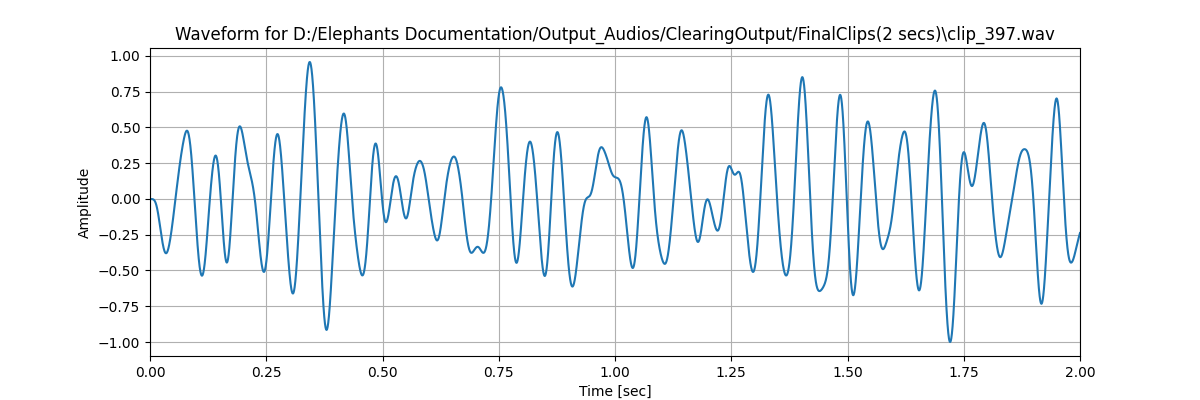 Waveform for D:/Elephants Documentation/Output_Audios/ClearingOutput/FinalClips(2 secs)\clip_397.wav
1.00
0.75
0.50
0.25
0.00
−0.25
−0.50
−0.75
−1.00
Amplitude
0.00 0.25 0.50 0.75 1.00 1.25 1.50 1.75 2.00
Time [sec]